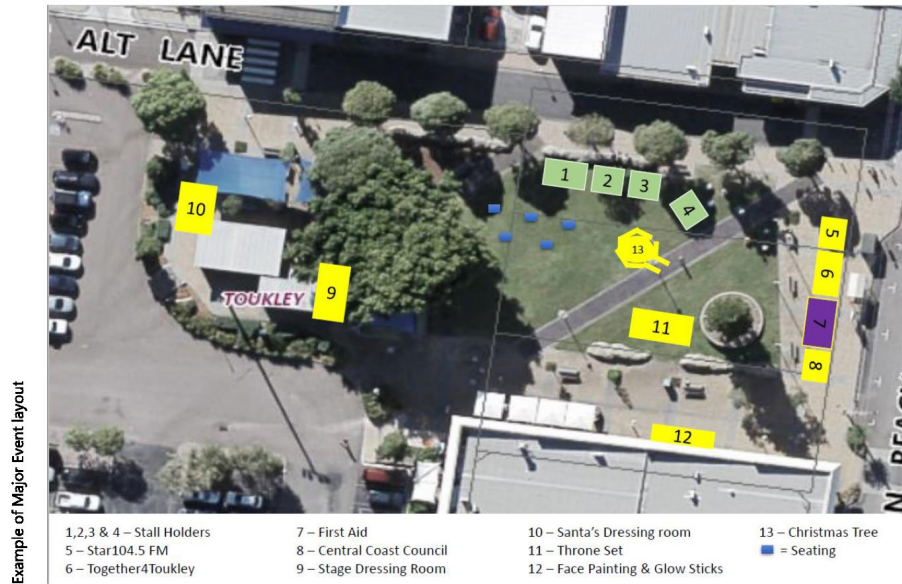 Example of Major Event layout
ALT LANE
1
2
3
4
5
6
7
8
9
10
11
12
13
TOUKLEY
N BEACH
1,2,3 & 4 – Stall Holders
5 – Star104.5 FM
6 – Together4Toukley
7 – First Aid
8 – Central Coast Council
9 – Stage Dressing Room
10 – Santa's Dressing room
11 – Throne Set
12 – Face Painting & Glow Sticks
13 – Christmas Tree
= Seating